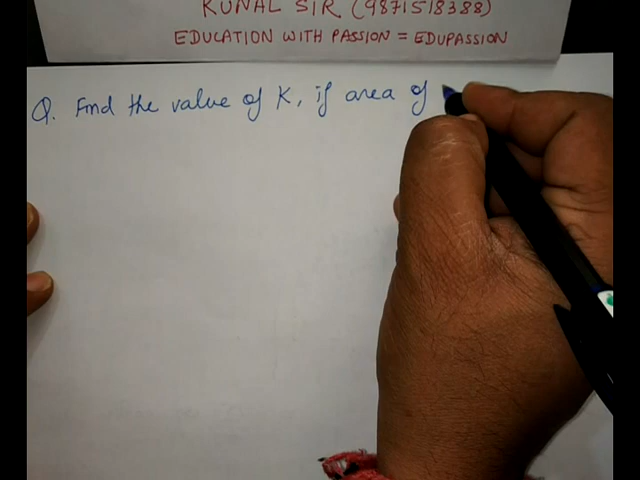 KUNAL SIR (9871518388)
EDUCATION WITH PASSION = EDUPASSION
Q. Find the value of K, if area of